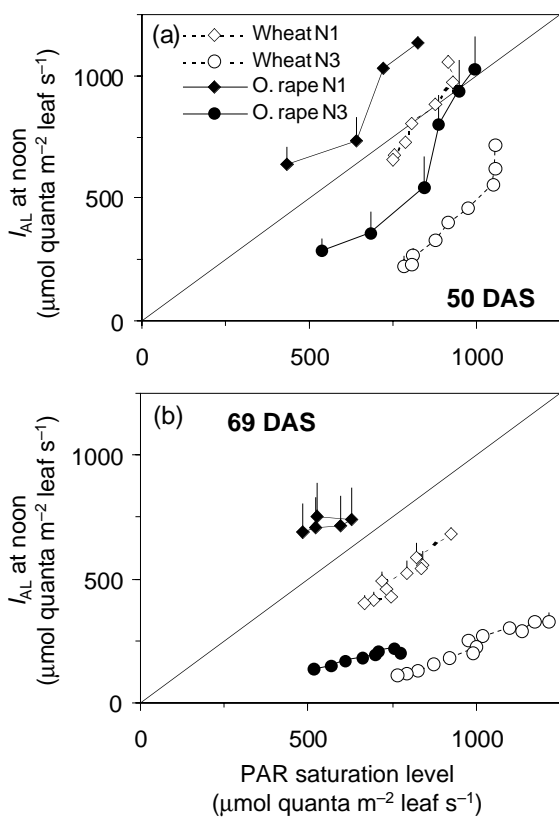 (a)
Wheat N1
Wheat N3
O. rape N1
O. rape N3
1000
500
0
I_AL at noon
(μmol quanta m⁻² leaf s⁻¹)
50 DAS
0 500 1000
(b)
69 DAS
1000
500
0
I_AL at noon
(μmol quanta m⁻² leaf s⁻¹)
0 500 1000
PAR saturation level
(μmol quanta m⁻² leaf s⁻¹)